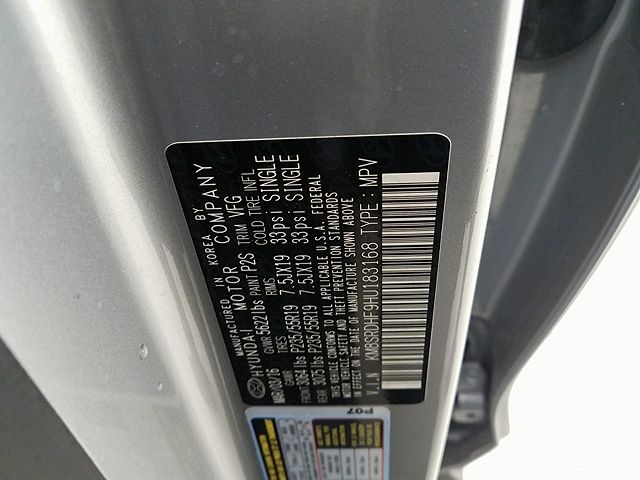 MANUFACTURED IN KOREA BY
HYUNDAI MOTOR COMPANY
MFD/03/16 GVWR 5622lbs PAINT P2S TRIM VFG
GWR TIRES RIMS COLD TIRE INFL
FRONT 3064lbs P235/55R19 7.5JX19 33psi SINGLE
REAR 3075lbs P235/55R19 7.5JX19 33psi SINGLE
THIS VEHICLE CONFORMS TO ALL APPLICABLE U.S.A. FEDERAL
MOTOR VEHICLE SAFETY AND THEFT PREVENTION STANDARDS
IN EFFECT ON THE DATE OF MANUFACTURE SHOWN ABOVE
V.I.N KM8SRDHF9HU183168 TYPE: MPV
P07